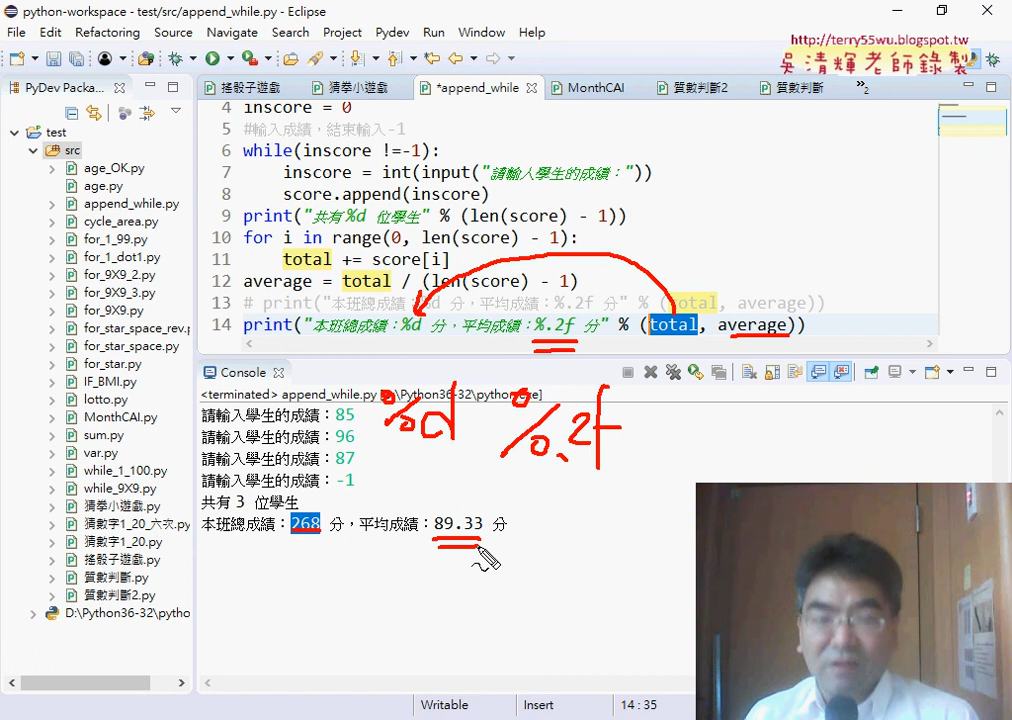 python-workspace - test/src/append_while.py - Eclipse
File Edit Refactoring Source Navigate Search Project Pydev Run Window Help
http://terry55wu.blogspot.tw
吳清輝老師錄製
PyDev Packa...
搖骰子遊戲 猜拳小遊戲 *append_while MonthCAI 質數判斷2 質數判斷 »2
test
src
age_OK.py
age.py
append_while.py
cycle_area.py
for_1_99.py
for_1_dot1.py
for_9X9_2.py
for_9X9_3.py
for_9X9.py
for_star_space_rev.p
for_star_space.py
for_star.py
IF_BMI.py
lotto.py
MonthCAI.py
sum.py
var.py
while_1_100.py
while_9X9.py
猜拳小遊戲.py
猜數字1_20_六次.py
猜數字1_20.py
搖骰子遊戲.py
質數判斷.py
質數判斷2.py
D:\Python36-32\pytho
4 inscore = 0
5 #輸入成績，結束輸入-1
6 while(inscore !=-1):
7 inscore = int(input("請輸入學生的成績："))
8 score.append(inscore)
9 print("共有%d 位學生" % (len(score) - 1))
10 for i in range(0, len(score) - 1):
11 total += score[i]
12 average = total / (len(score) - 1)
13 # print("本班總成績：%d 分，平均成績：%.2f 分" % (total, average))
14 print("本班總成績：%d 分，平均成績：%.2f 分" % (total, average))
Console
<terminated> append_while.py [D:\Python36-32\python.exe]
請輸入學生的成績：85
請輸入學生的成績：96
請輸入學生的成績：87
請輸入學生的成績：-1
共有 3 位學生
本班總成績：268 分，平均成績：89.33 分
%d %.2f
Writable Insert 14 : 35